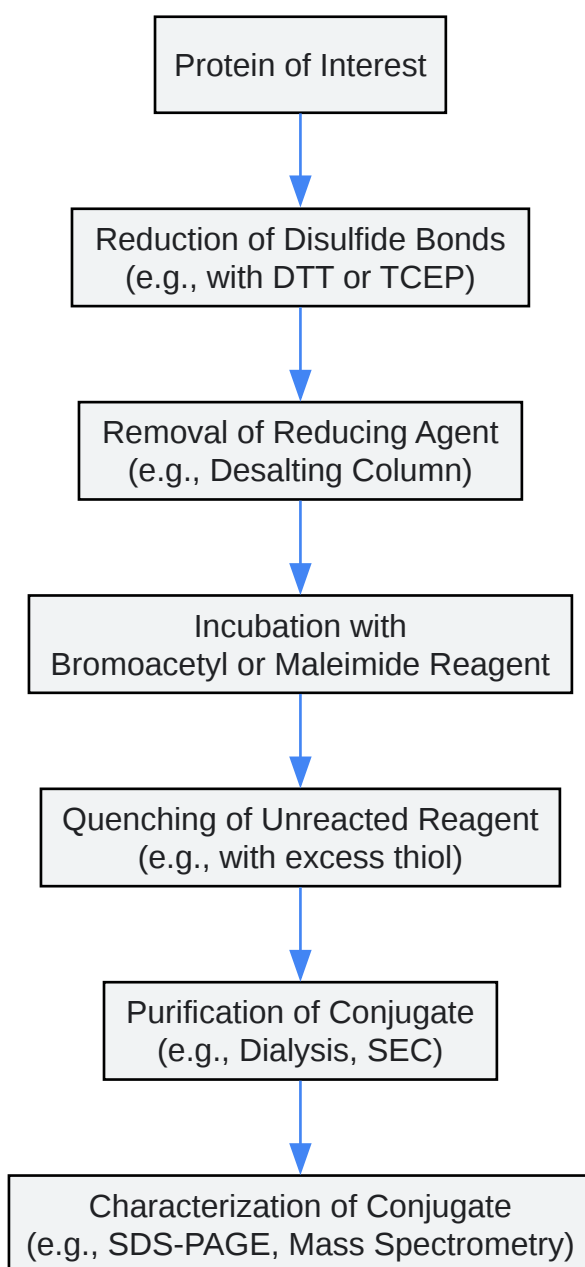 Protein of Interest
Reduction of Disulfide Bonds
(e.g., with DTT or TCEP)
Removal of Reducing Agent
(e.g., Desalting Column)
Incubation with
Bromoacetyl or Maleimide Reagent
Quenching of Unreacted Reagent
(e.g., with excess thiol)
Purification of Conjugate
(e.g., Dialysis, SEC)
Characterization of Conjugate
(e.g., SDS-PAGE, Mass Spectrometry)